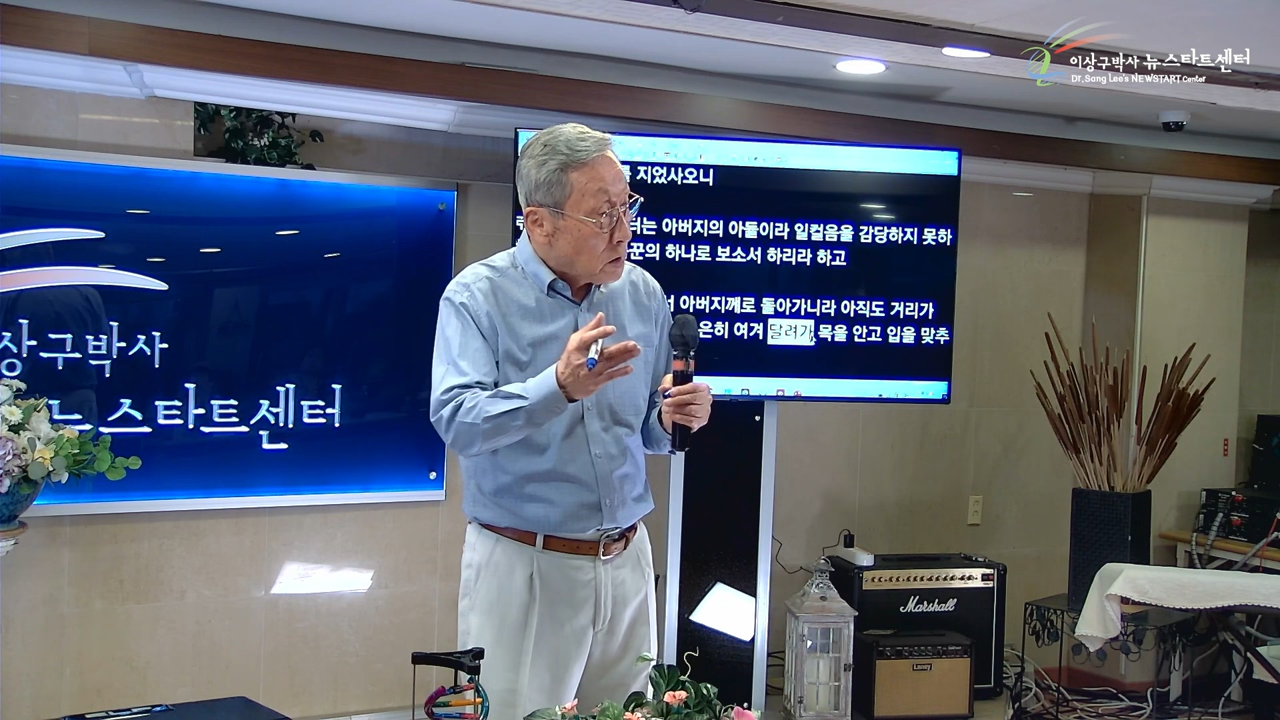 이상구박사 뉴스타트센터
Dr. Sang Lee's NEWSTART Center
를 지었사오니
터는 아버지의 아들이라 일컬음을 감당하지 못하
꾼의 하나로 보소서 하리라 하고
서 아버지께로 돌아가니라 아직도 거리가
은히 여겨 달려가 목을 안고 입을 맞추
상구박사
뉴스타트센터
Marshall
Laney